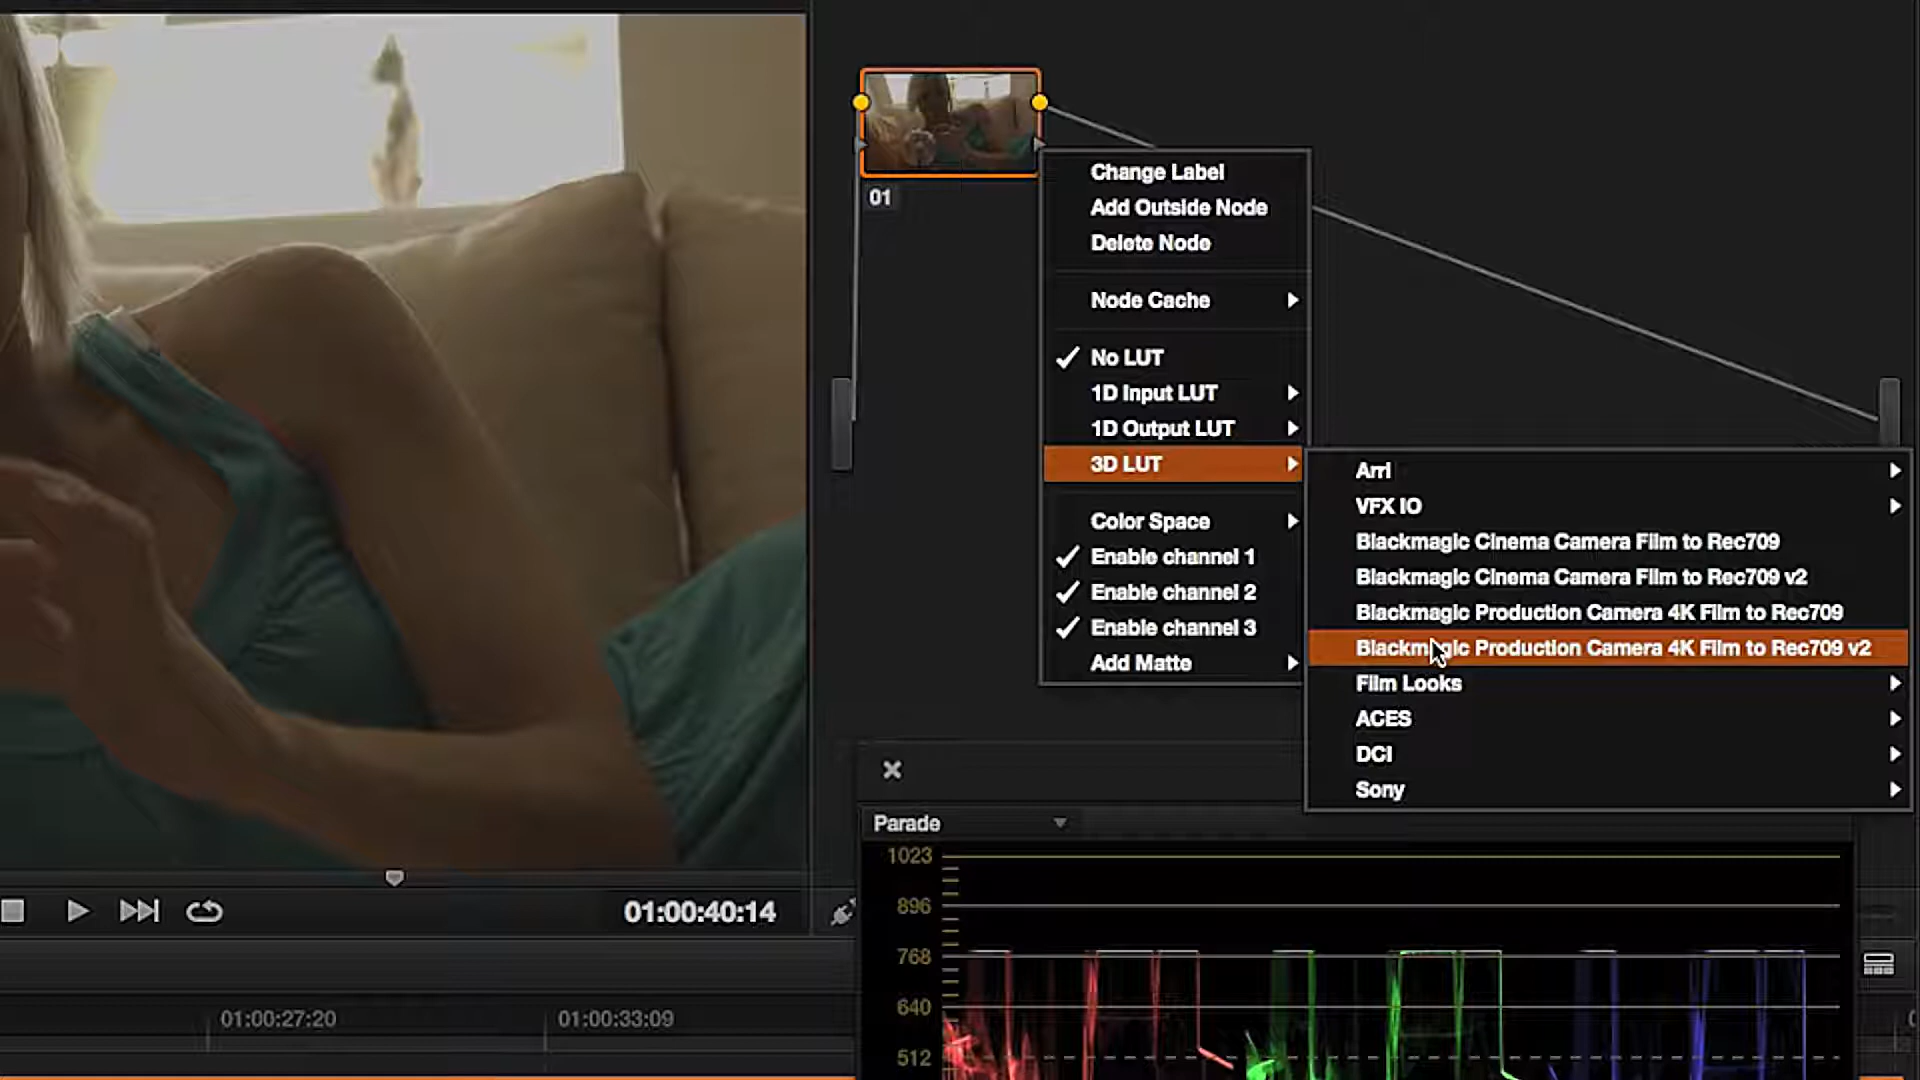 01
Change Label
Add Outside Node
Delete Node
Node Cache
No LUT
1D Input LUT
1D Output LUT
3D LUT
Color Space
Enable channel 1
Enable channel 2
Enable channel 3
Add Matte
Arri
VFX IO
Blackmagic Cinema Camera Film to Rec709
Blackmagic Cinema Camera Film to Rec709 v2
Blackmagic Production Camera 4K Film to Rec709
Blackmagic Production Camera 4K Film to Rec709 v2
Film Looks
ACES
DCI
Sony
Parade
1023
896
768
640
512
01:00:40:14
01:00:27:20
01:00:33:09